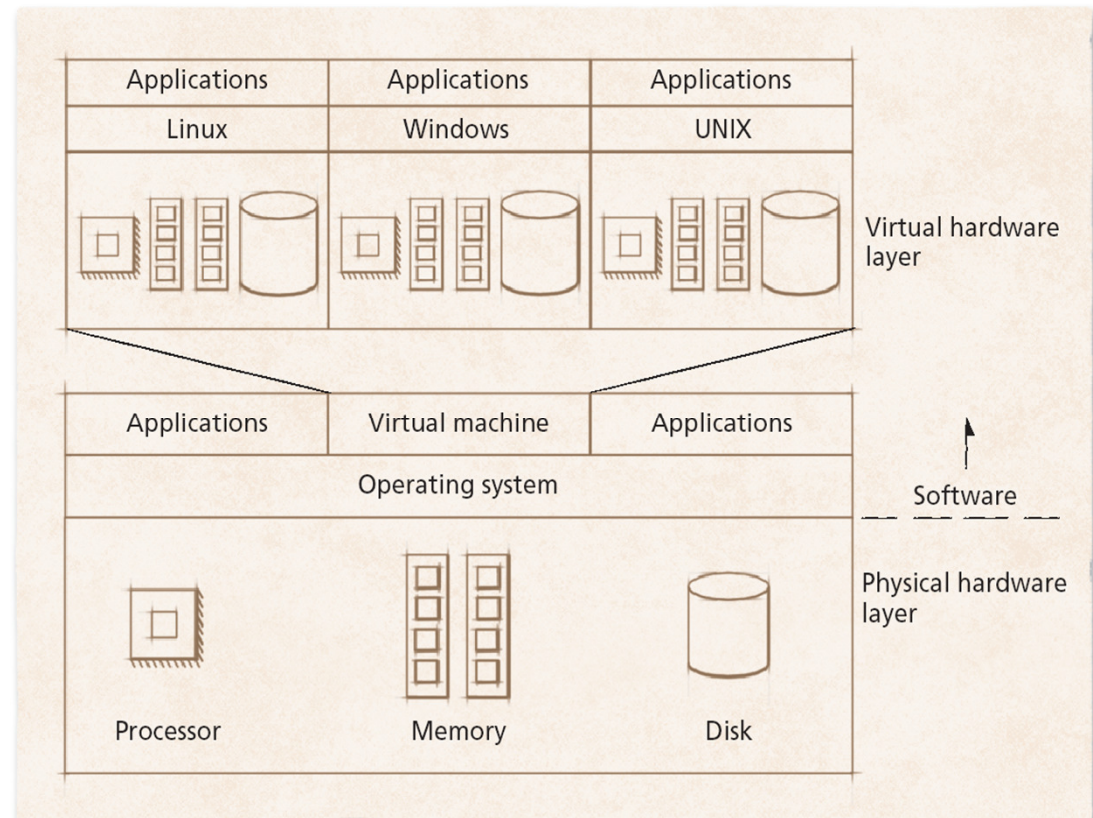 Applications
Applications
Applications
Linux
Windows
UNIX
Virtual hardware
layer
Applications
Virtual machine
Applications
Operating system
Software
Physical hardware
layer
Processor
Memory
Disk